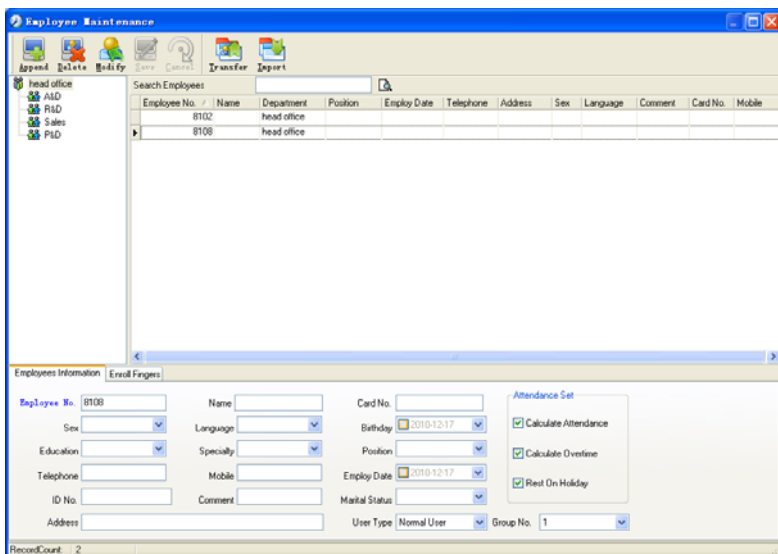 Employee Maintenance
Append Delete Modify Save Cancel Transfer Import
head office
A&D
R&D
Sales
P&D
Search Employees
Employee No. / Name Department Position Employ Date Telephone Address Sex Language Comment Card No. Mobile
8102 head office
8108 head office
Employees Information Enroll Fingers
Employee No. 8108 Name Card No. Attendance Set
Sex Language Birthday 2010-12-17 Calculate Attendance
Education Specialty Position Calculate Overtime
Telephone Mobile Employ Date 2010-12-17 Rest On Holiday
ID No. Comment Marital Status
Address User Type Normal User Group No. 1
RecordCount: 2